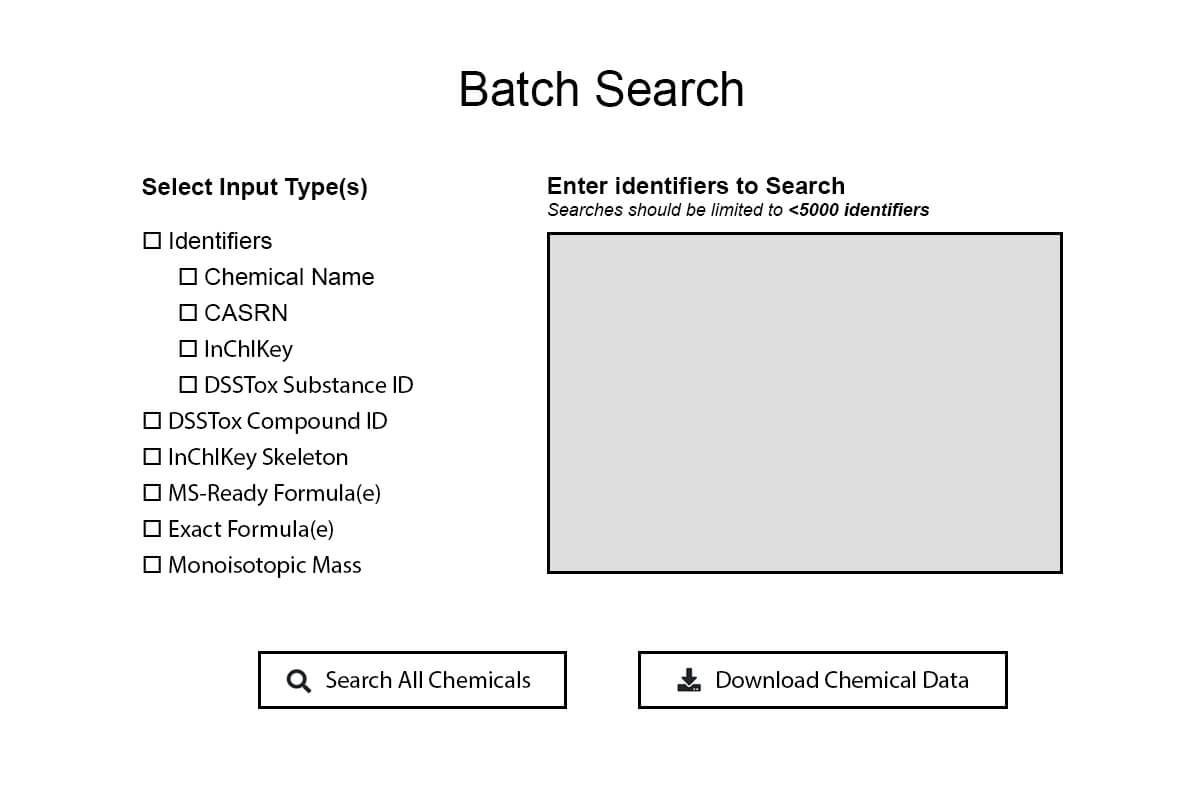 Batch Search
Select Input Type(s)
Identifiers
Chemical Name
CASRN
InChIKey
DSSTox Substance ID
DSSTox Compound ID
InChIKey Skeleton
MS-Ready Formula(e)
Exact Formula(e)
Monoisotopic Mass
Enter identifiers to Search
Searches should be limited to <5000 identifiers
Search All Chemicals
Download Chemical Data